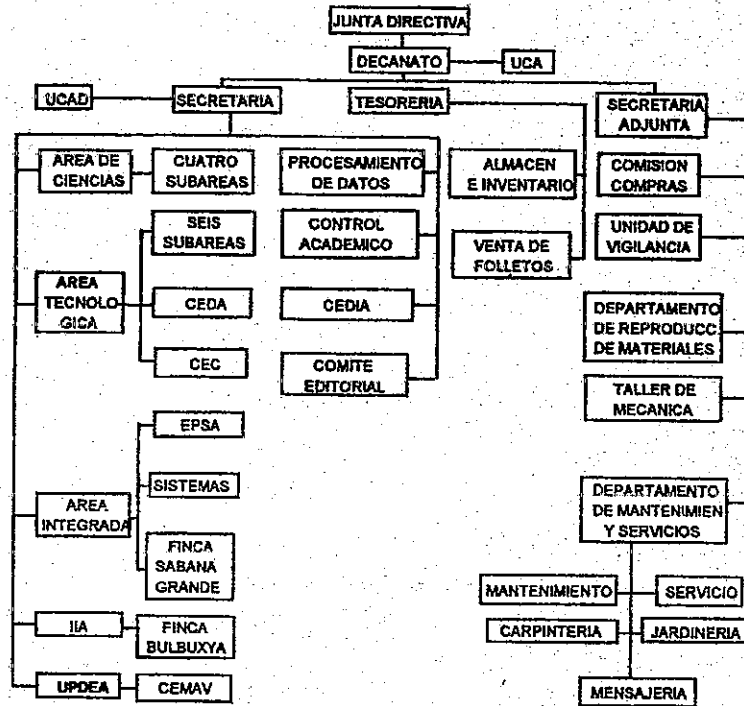 JUNTA DIRECTIVA
DECANATO
UCA
UCAD
SECRETARIA
TESORERIA
SECRETARIA
ADJUNTA
AREA DE
CIENCIAS
CUATRO
SUBAREAS
PROCESAMIENTO
DE DATOS
ALMACEN
E INVENTARIO
COMISION
COMPRAS
SEIS
SUBAREAS
CONTROL
ACADEMICO
VENTA DE
FOLLETOS
UNIDAD DE
VIGILANCIA
AREA
TECNOLO
GICA
CEDA
CEDIA
DEPARTAMENTO
DE REPRODUCC.
DE MATERIALES
CEC
COMITE
EDITORIAL
TALLER DE
MECANICA
EPSA
SISTEMAS
AREA
INTEGRADA
FINCA
SABANA
GRANDE
DEPARTAMENTO
DE MANTENIMIEN
Y SERVICIOS
MANTENIMIENTO
SERVICIO
IIA
FINCA
BULBUXYA
CARPINTERIA
JARDINERIA
UPDEA
CEMAV
MENSAJERIA